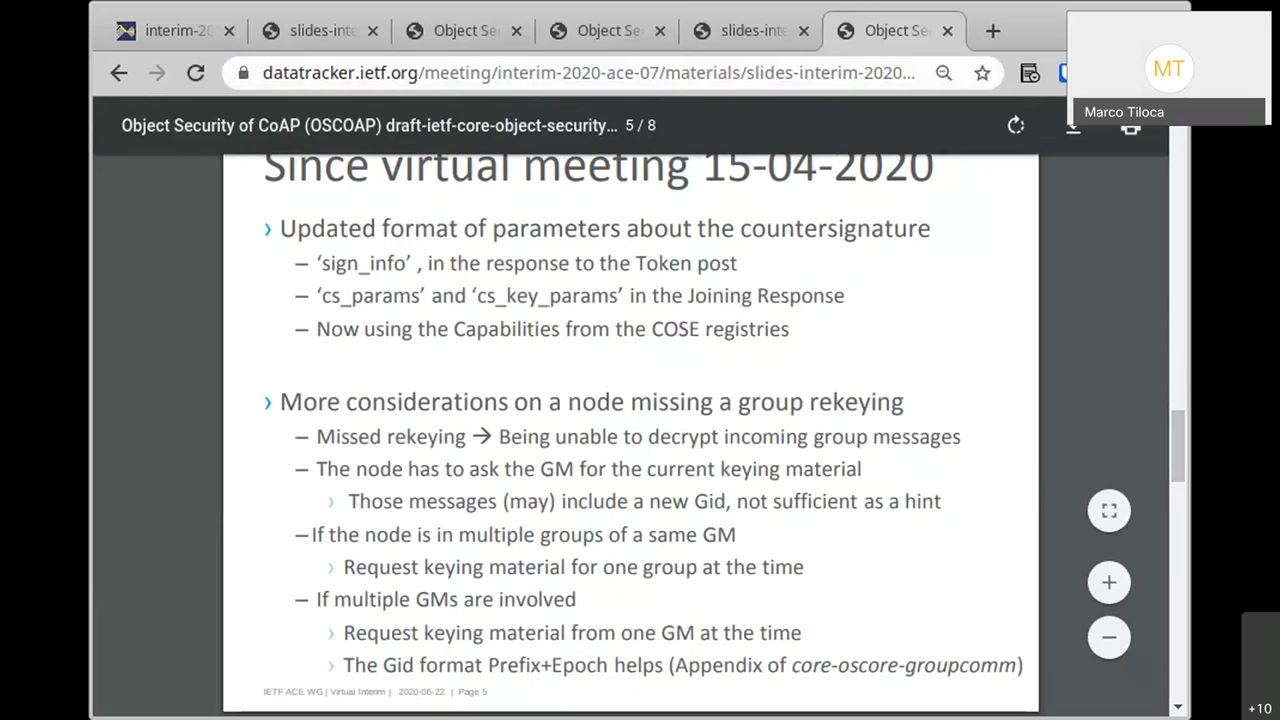 interim-20
slides-inte
Object Se
Object Se
slides-inte
Object Se
datatracker.ietf.org/meeting/interim-2020-ace-07/materials/slides-interim-2020...
MT
Marco Tiloca
Object Security of CoAP (OSCOAP) draft-ietf-core-object-security... 5 / 8
Since virtual meeting 15-04-2020
› Updated format of parameters about the countersignature
– ‘sign_info’ , in the response to the Token post
– ‘cs_params’ and ‘cs_key_params’ in the Joining Response
– Now using the Capabilities from the COSE registries
› More considerations on a node missing a group rekeying
– Missed rekeying → Being unable to decrypt incoming group messages
– The node has to ask the GM for the current keying material
› Those messages (may) include a new Gid, not sufficient as a hint
– If the node is in multiple groups of a same GM
› Request keying material for one group at the time
– If multiple GMs are involved
› Request keying material from one GM at the time
› The Gid format Prefix+Epoch helps (Appendix of core-oscore-groupcomm)
IETF ACE WG | Virtual Interim | 2020-06-22 | Page 5
+10